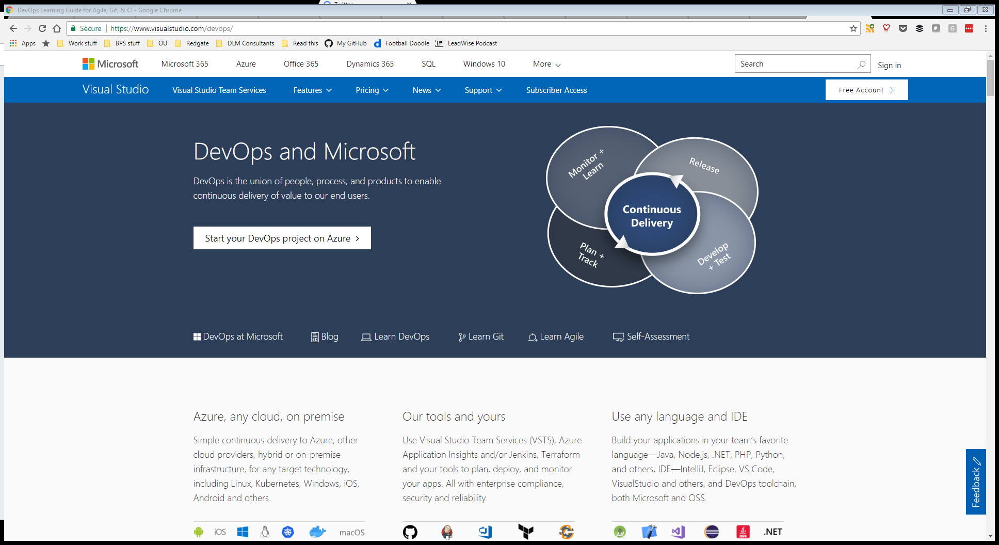 Twitter
DevOps Learning Guide for Agile, Git, & CI - Google Chrome
Secure https://www.visualstudio.com/devops/
Apps Work stuff BPS stuff OU Redgate DLM Consultants Read this My GitHub Football Doodle LeadWise Podcast
Microsoft Microsoft 365 Azure Office 365 Dynamics 365 SQL Windows 10 More Search Sign in
Visual Studio Visual Studio Team Services Features Pricing News Support Subscriber Access Free Account
DevOps and Microsoft
DevOps is the union of people, process, and products to enable
continuous delivery of value to our end users.
Start your DevOps project on Azure
Monitor +
Learn
Release
Continuous
Delivery
Plan +
Track
Develop
+ Test
DevOps at Microsoft Blog Learn DevOps Learn Git Learn Agile Self-Assessment
Azure, any cloud, on premise
Simple continuous delivery to Azure, other
cloud providers, hybrid or on-premise
infrastructure, for any target technology,
including Linux, Kubernetes, Windows, iOS,
Android and others.
iOS macOS
Our tools and yours
Use Visual Studio Team Services (VSTS), Azure
Application Insights and/or Jenkins, Terraform
and your tools to plan, deploy, and monitor
your apps. All with enterprise compliance,
security and reliability.
Use any language and IDE
Build your applications in your team's favorite
language—Java, Node.js, .NET, PHP, Python,
and others, IDE—IntelliJ, Eclipse, VS Code,
VisualStudio and others, and DevOps toolchain,
both Microsoft and OSS.
Java .NET
Feedback